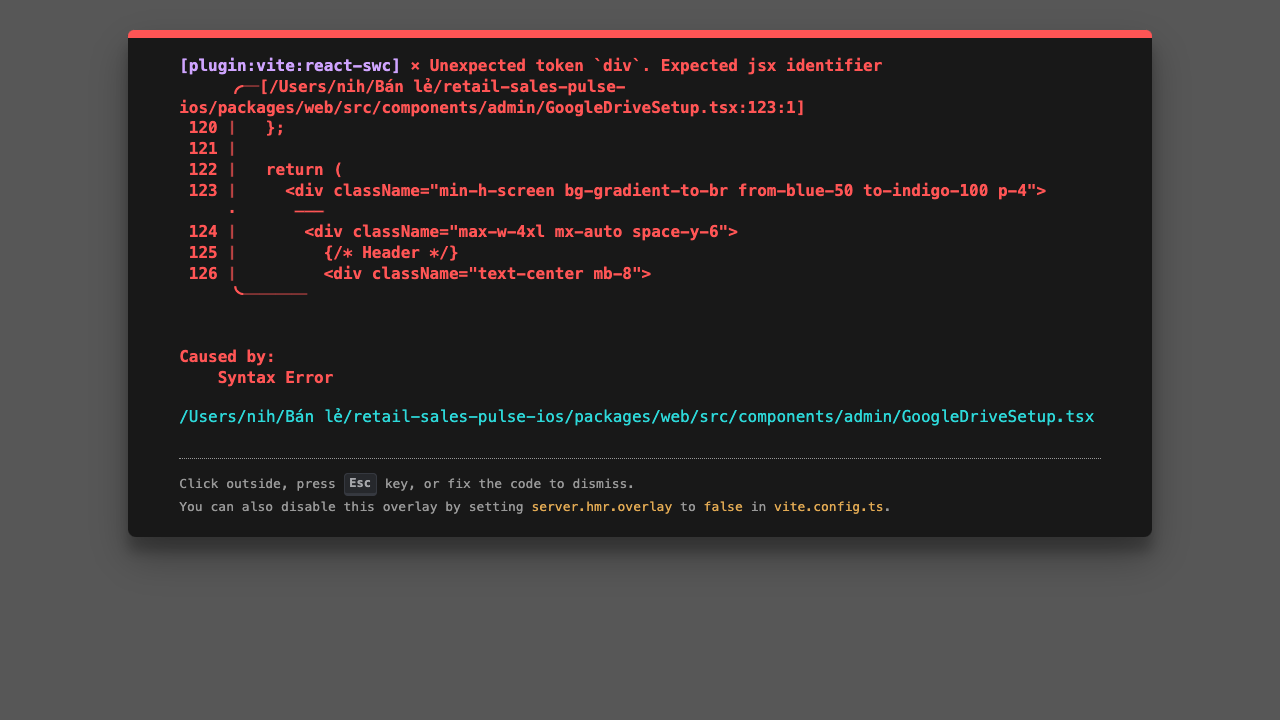 [plugin:vite:react-swc] × Unexpected token `div`. Expected jsx identifier
╭─[/Users/nih/Bán lẻ/retail-sales-pulse-
ios/packages/web/src/components/admin/GoogleDriveSetup.tsx:123:1]
120 │   };
121 │
122 │   return (
123 │     <div className="min-h-screen bg-gradient-to-br from-blue-50 to-indigo-100 p-4">
·      ───
124 │       <div className="max-w-4xl mx-auto space-y-6">
125 │         {/* Header */}
126 │         <div className="text-center mb-8">
╰────
Caused by:
Syntax Error
/Users/nih/Bán lẻ/retail-sales-pulse-ios/packages/web/src/components/admin/GoogleDriveSetup.tsx
Click outside, press Esc key, or fix the code to dismiss.
You can also disable this overlay by setting server.hmr.overlay to false in vite.config.ts.